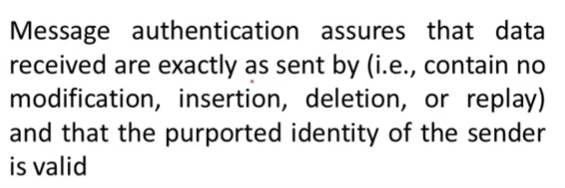 Message authentication assures that data
received are exactly as sent by (i.e., contain no
modification, insertion, deletion, or replay)
and that the purported identity of the sender
is valid